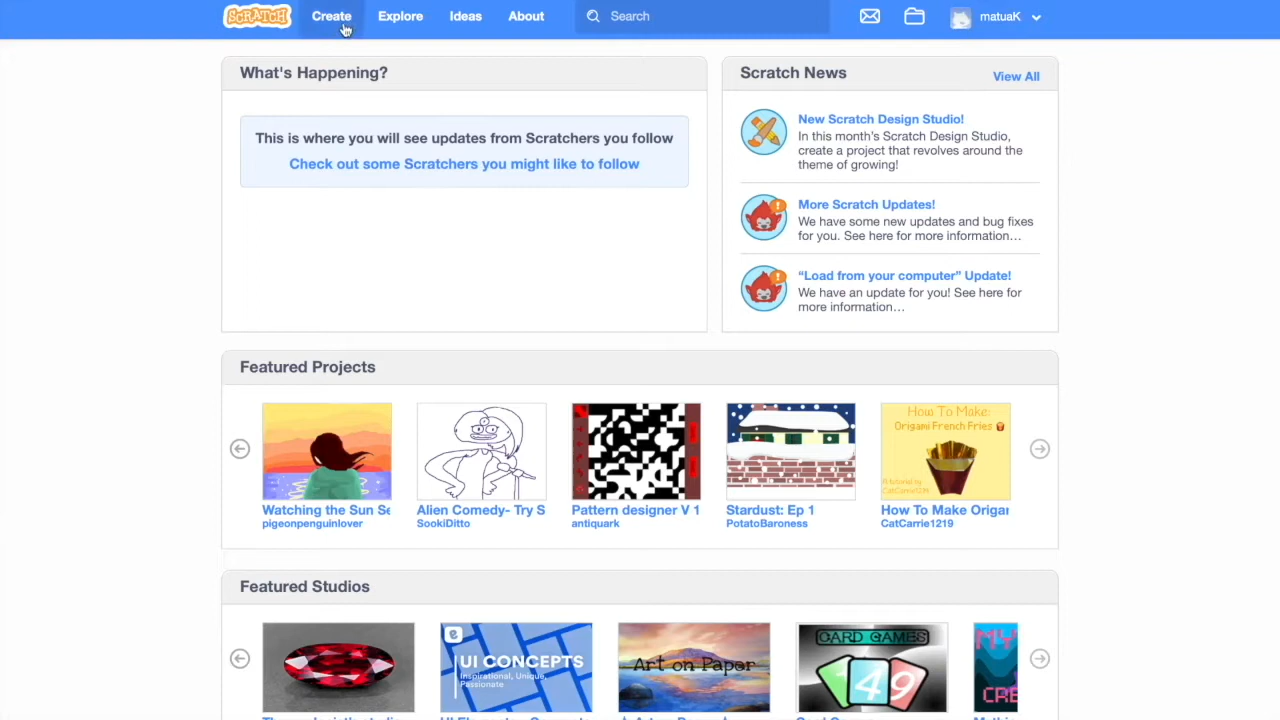 SCRATCH
Create
Explore
Ideas
About
Search
matuaK
What's Happening?
This is where you will see updates from Scratchers you follow
Check out some Scratchers you might like to follow
Scratch News
View All
New Scratch Design Studio!
In this month's Scratch Design Studio,
create a project that revolves around the
theme of growing!
More Scratch Updates!
We have some new updates and bug fixes
for you. See here for more information…
“Load from your computer” Update!
We have an update for you! See here for
more information…
Featured Projects
How To Make:
Origami French Fries
A tutorial by
CatCarrie1234
Watching the Sun Se
pigeonpenguinlover
Alien Comedy- Try S
SookiDitto
Pattern designer V 1
antiquark
Stardust: Ep 1
PotatoBaroness
How To Make Origar
CatCarrie1219
Featured Studios
e
UI CONCEPTS
Inspirational, Unique,
Passionate
Art on Paper
CARD GAMES
49
MY
CRE